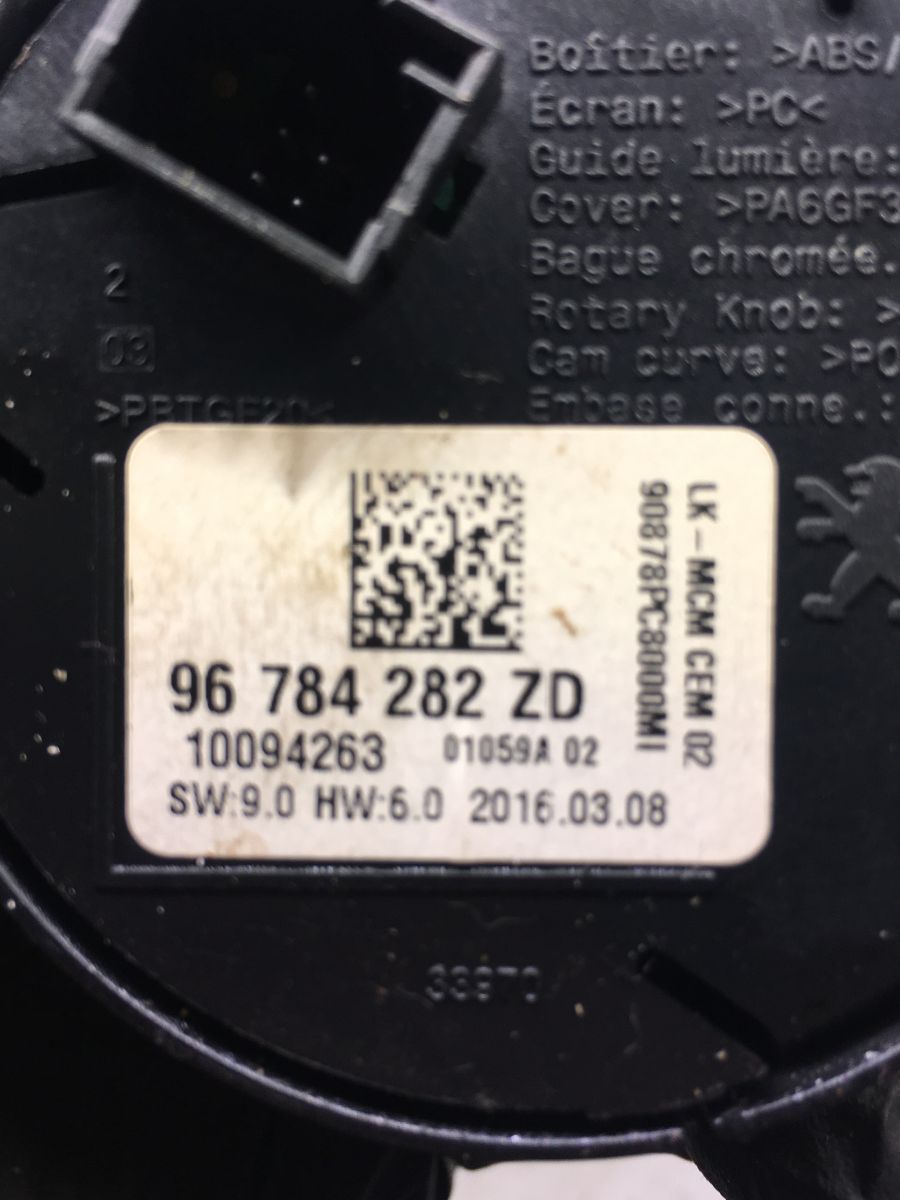 Boîtier: >ABS/
Écran: >PC<
Guide lumière:
Cover: >PA6GF3
Bague chromée.
Rotary Knob: >
Cam curve: >PO
Embase conne.:
2
03
>PBTGF20<
LK-MCM CEM 02
90878PC8000MI
96 784 282 ZD
10094263 01059A 02
SW:9.0 HW:6.0 2016.03.08
33970